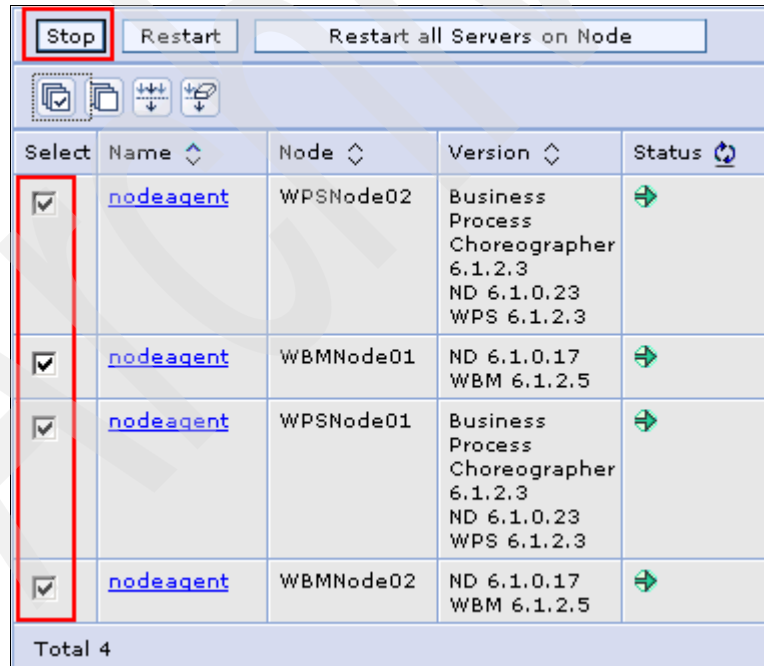 Stop Restart Restart all Servers on Node
Select Name Node Version Status
nodeagent WPSNode02 Business
Process
Choreographer
6.1.2.3
ND 6.1.0.23
WPS 6.1.2.3
nodeagent WBMNode01 ND 6.1.0.17
WBM 6.1.2.5
nodeagent WPSNode01 Business
Process
Choreographer
6.1.2.3
ND 6.1.0.23
WPS 6.1.2.3
nodeagent WBMNode02 ND 6.1.0.17
WBM 6.1.2.5
Total 4